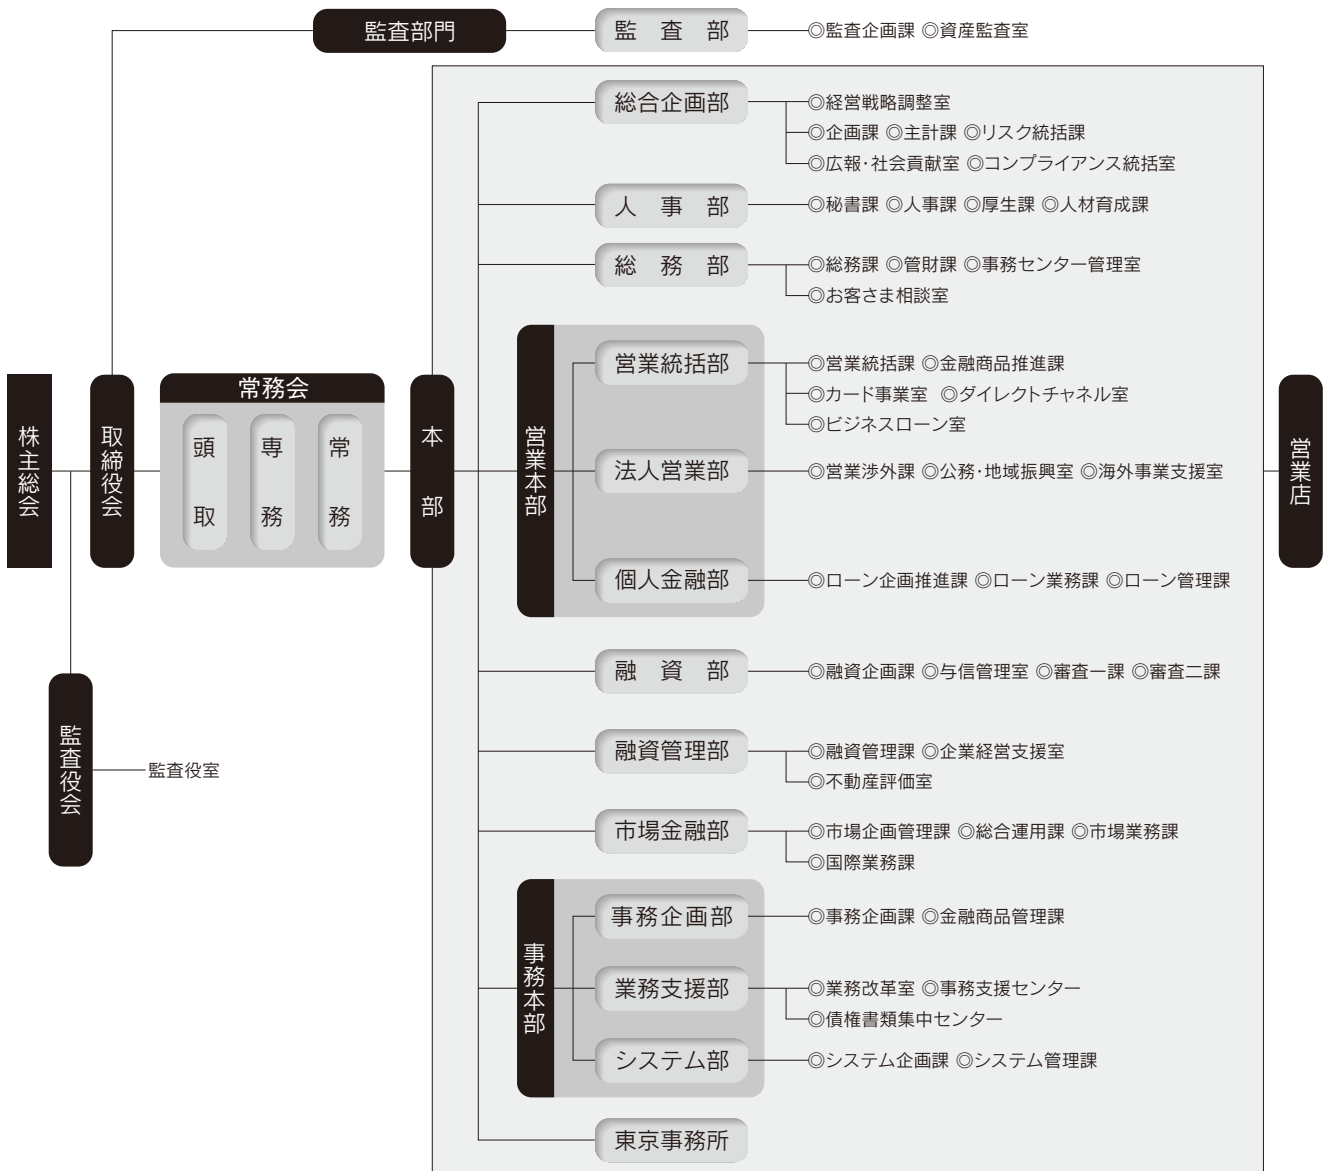 監査部門
監査部
◎監査企画課 ◎資産監査室
総合企画部
◎経営戦略調整室
◎企画課 ◎主計課 ◎リスク統括課
◎広報・社会貢献室 ◎コンプライアンス統括室
人事部
◎秘書課 ◎人事課 ◎厚生課 ◎人材育成課
総務部
◎総務課 ◎管財課 ◎事務センター管理室
◎お客さま相談室
株主総会
取締役会
常務会
頭取
専務
常務
本部
営業本部
営業統括部
◎営業統括課 ◎金融商品推進課
◎カード事業室 ◎ダイレクトチャネル室
◎ビジネスローン室
法人営業部
◎営業渉外課 ◎公務・地域振興室 ◎海外事業支援室
個人金融部
◎ローン企画推進課 ◎ローン業務課 ◎ローン管理課
営業店
融資部
◎融資企画課 ◎与信管理室 ◎審査一課 ◎審査二課
監査役会
監査役室
融資管理部
◎融資管理課 ◎企業経営支援室
◎不動産評価室
市場金融部
◎市場企画管理課 ◎総合運用課 ◎市場業務課
◎国際業務課
事務本部
事務企画部
◎事務企画課 ◎金融商品管理課
業務支援部
◎業務改革室 ◎事務支援センター
◎債権書類集中センター
システム部
◎システム企画課 ◎システム管理課
東京事務所